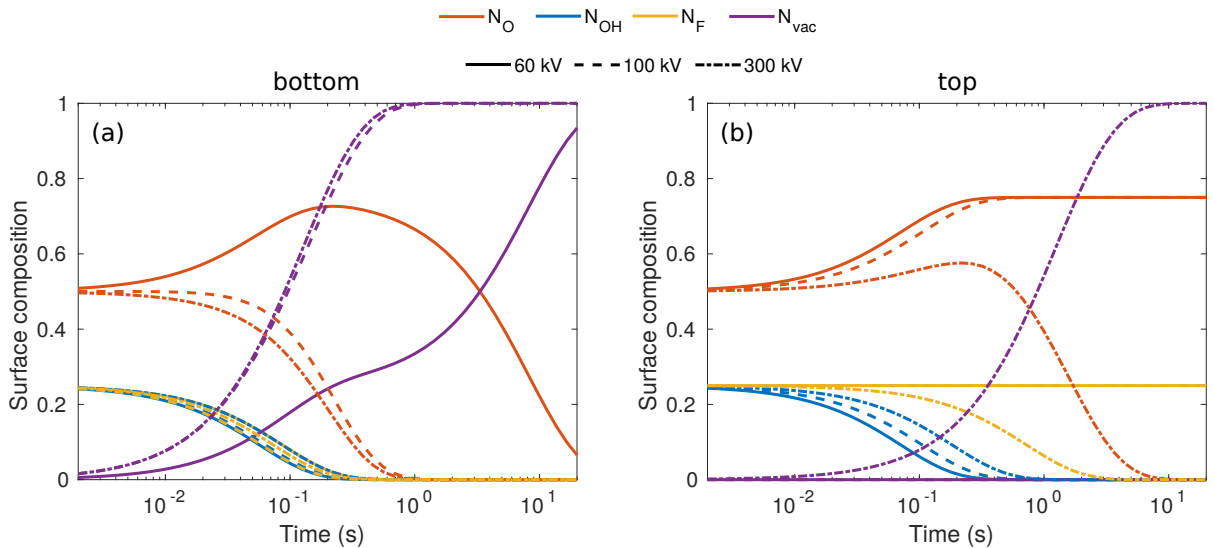 N_O N_OH N_F N_vac
60 kV 100 kV 300 kV
bottom top
(a) (b)
Surface composition
1
0.8
0.6
0.4
0.2
0
10^-2 10^-1 10^0 10^1
Time (s)
Surface composition
1
0.8
0.6
0.4
0.2
0
10^-2 10^-1 10^0 10^1
Time (s)